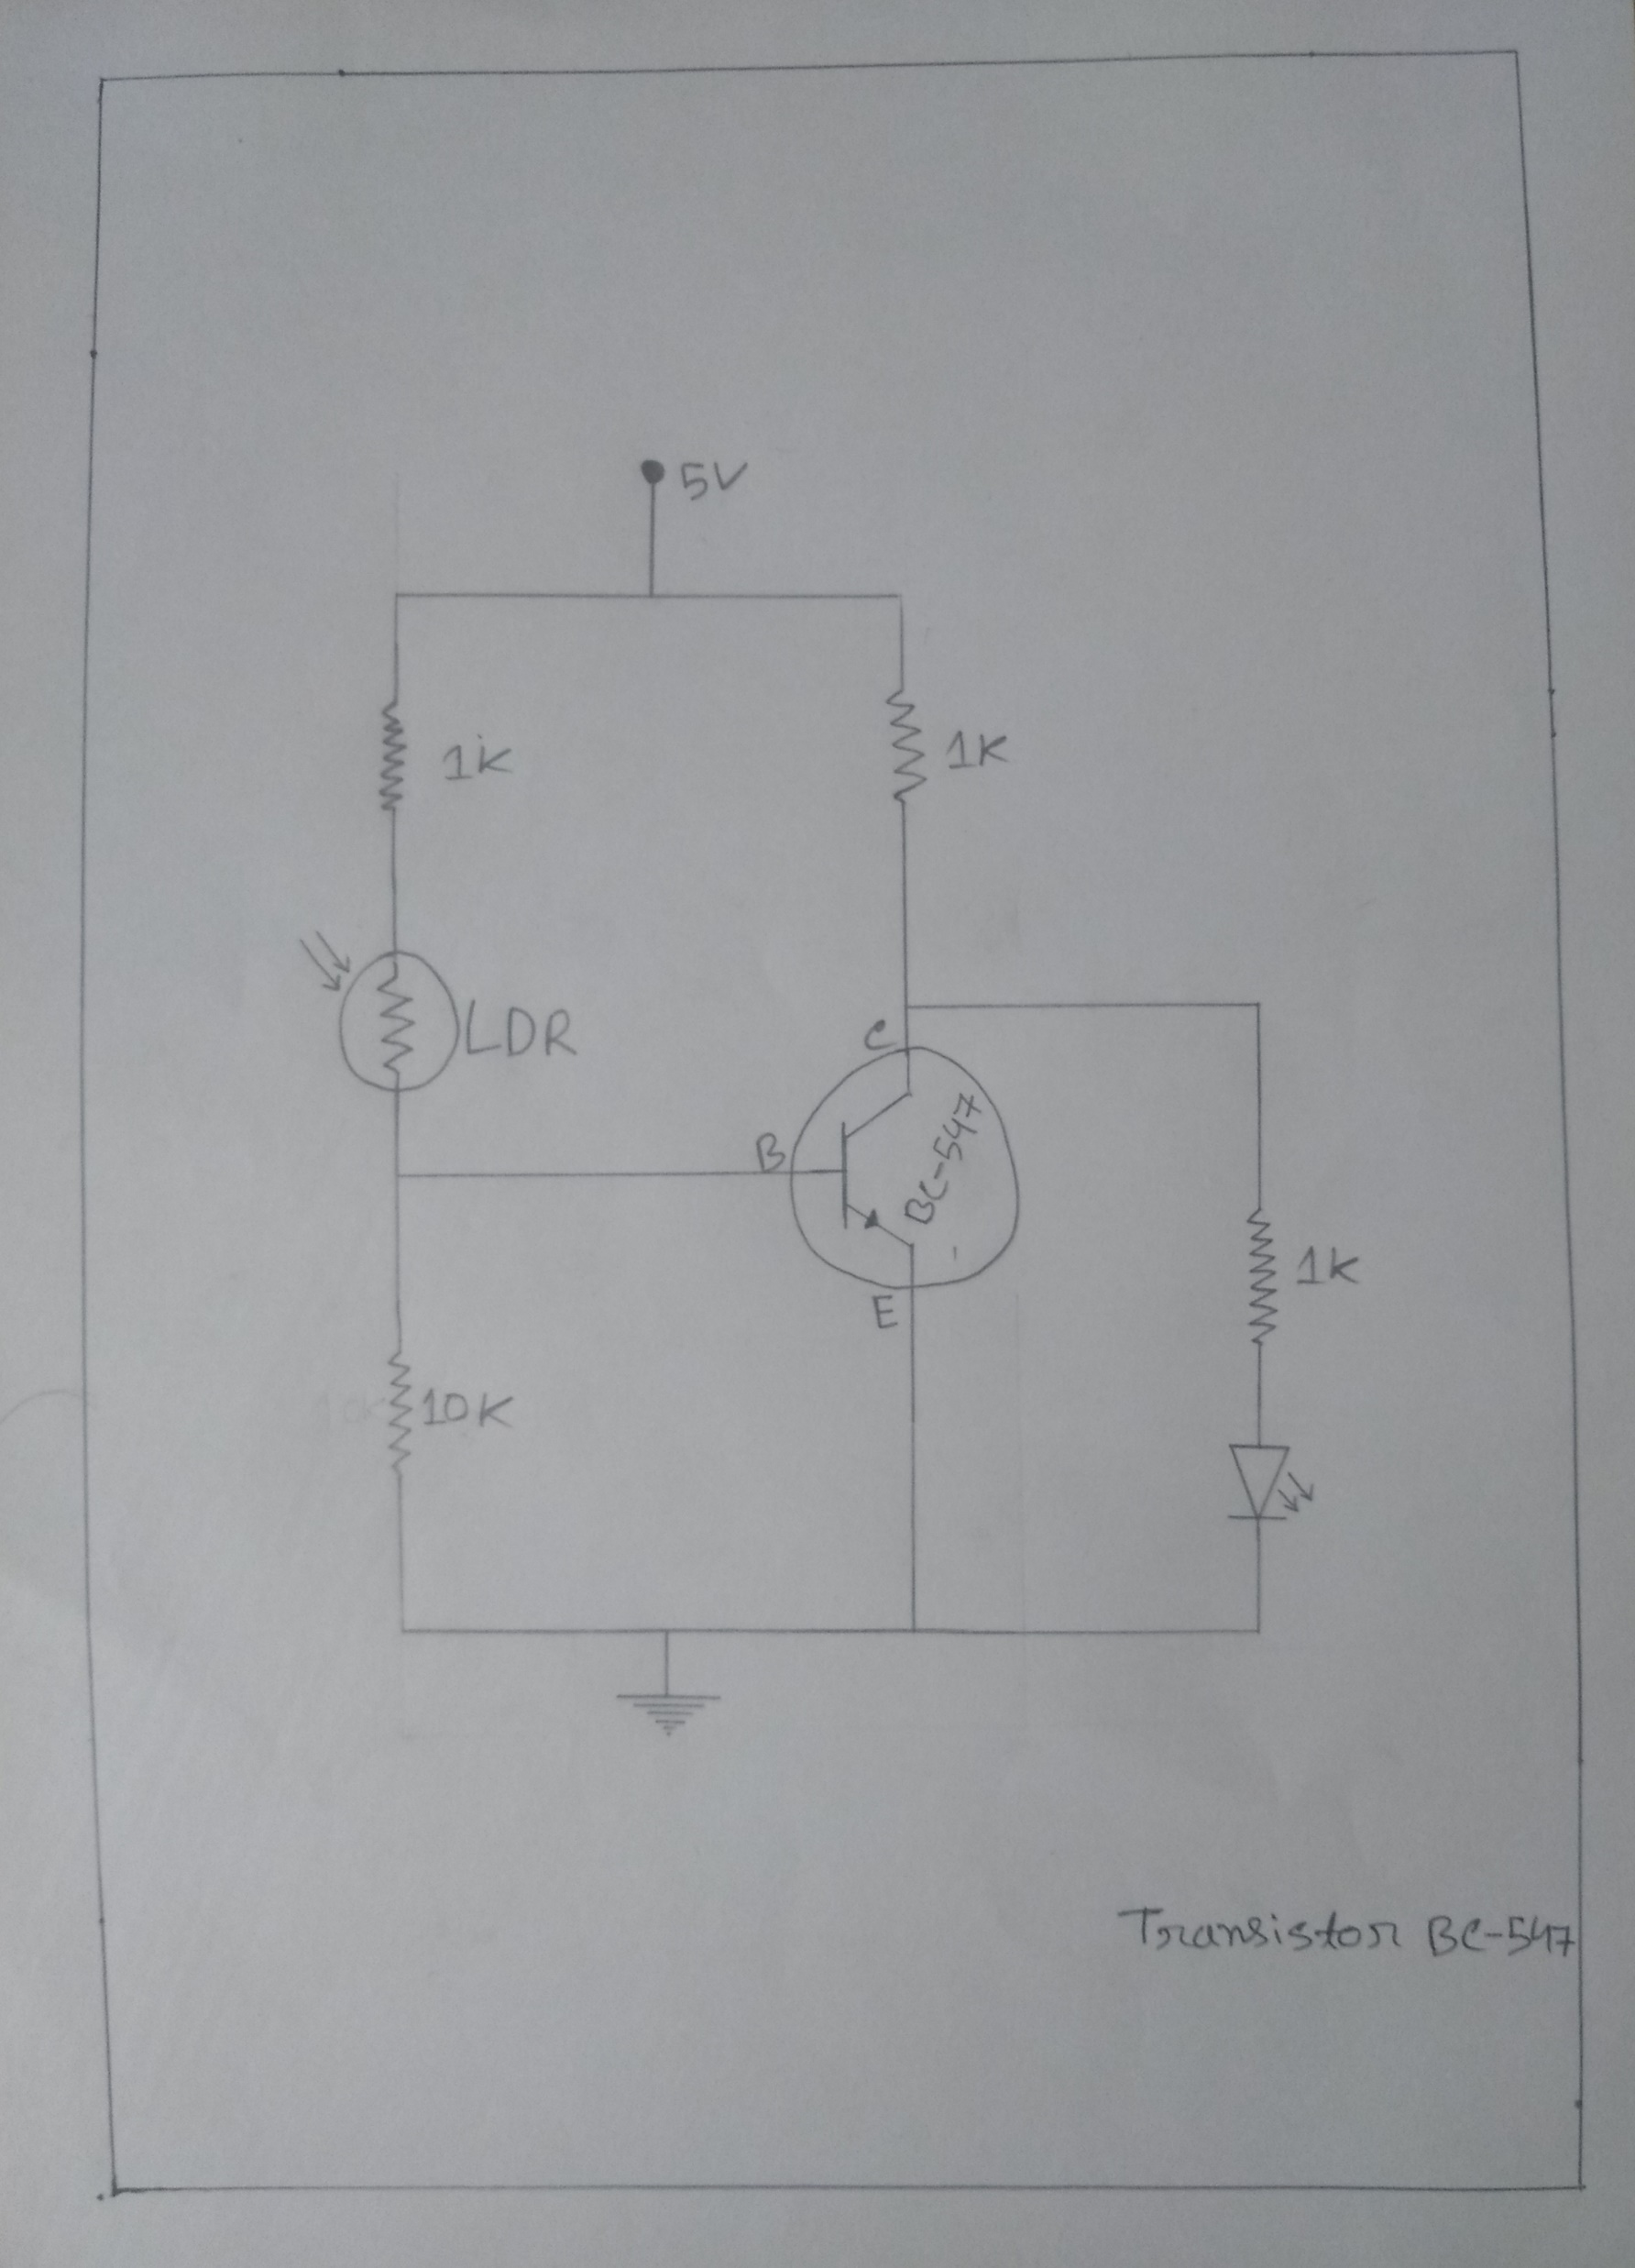 5V
1K
1K
LDR
C
B
BC-547
E
1K
10K
Transistor BC-547